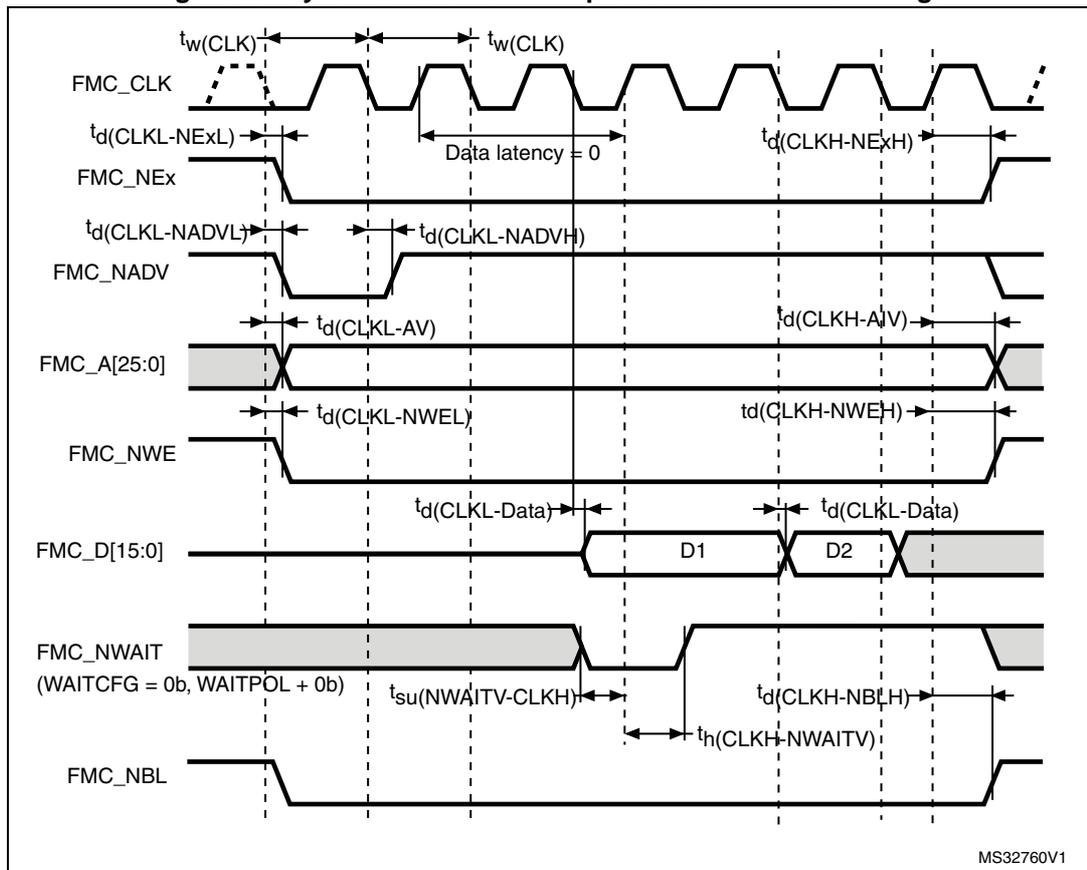 tw(CLK) tw(CLK)
FMC_CLK
td(CLKL-NExL) Data latency = 0 td(CLKH-NExH)
FMC_NEx
td(CLKL-NADVL) td(CLKL-NADVH)
FMC_NADV
td(CLKL-AV) td(CLKH-AIV)
FMC_A[25:0]
td(CLKL-NWEL) td(CLKH-NWEH)
FMC_NWE
td(CLKL-Data) td(CLKL-Data)
FMC_D[15:0] D1 D2
FMC_NWAIT
(WAITCFG = 0b, WAITPOL + 0b)
tsu(NWAITV-CLKH) td(CLKH-NBLH)
th(CLKH-NWAITV)
FMC_NBL
MS32760V1